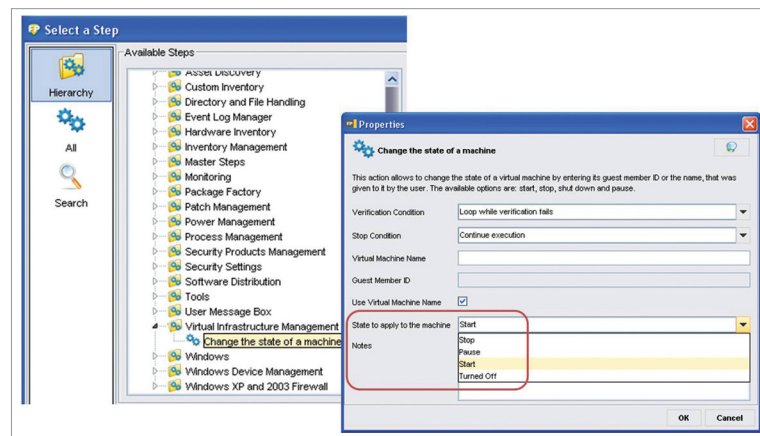 Select a Step
Available Steps
Hierarchy
All
Search
Asset Discovery
Custom Inventory
Directory and File Handling
Event Log Manager
Hardware Inventory
Inventory Management
Master Steps
Monitoring
Package Factory
Patch Management
Power Management
Process Management
Security Products Management
Security Settings
Software Distribution
Tools
User Message Box
Virtual Infrastructure Management
Change the state of a machine
Windows
Windows Device Management
Windows XP and 2003 Firewall
Properties
Change the state of a machine
This action allows to change the state of a virtual machine by entering its guest member ID or the name, that was
given to it by the user. The available options are: start, stop, shut down and pause.
Verification Condition
Loop while verification fails
Stop Condition
Continue execution
Virtual Machine Name
Guest Member ID
Use Virtual Machine Name
State to apply to the machine
Start
Notes
Stop
Pause
Start
Turned Off
OK
Cancel